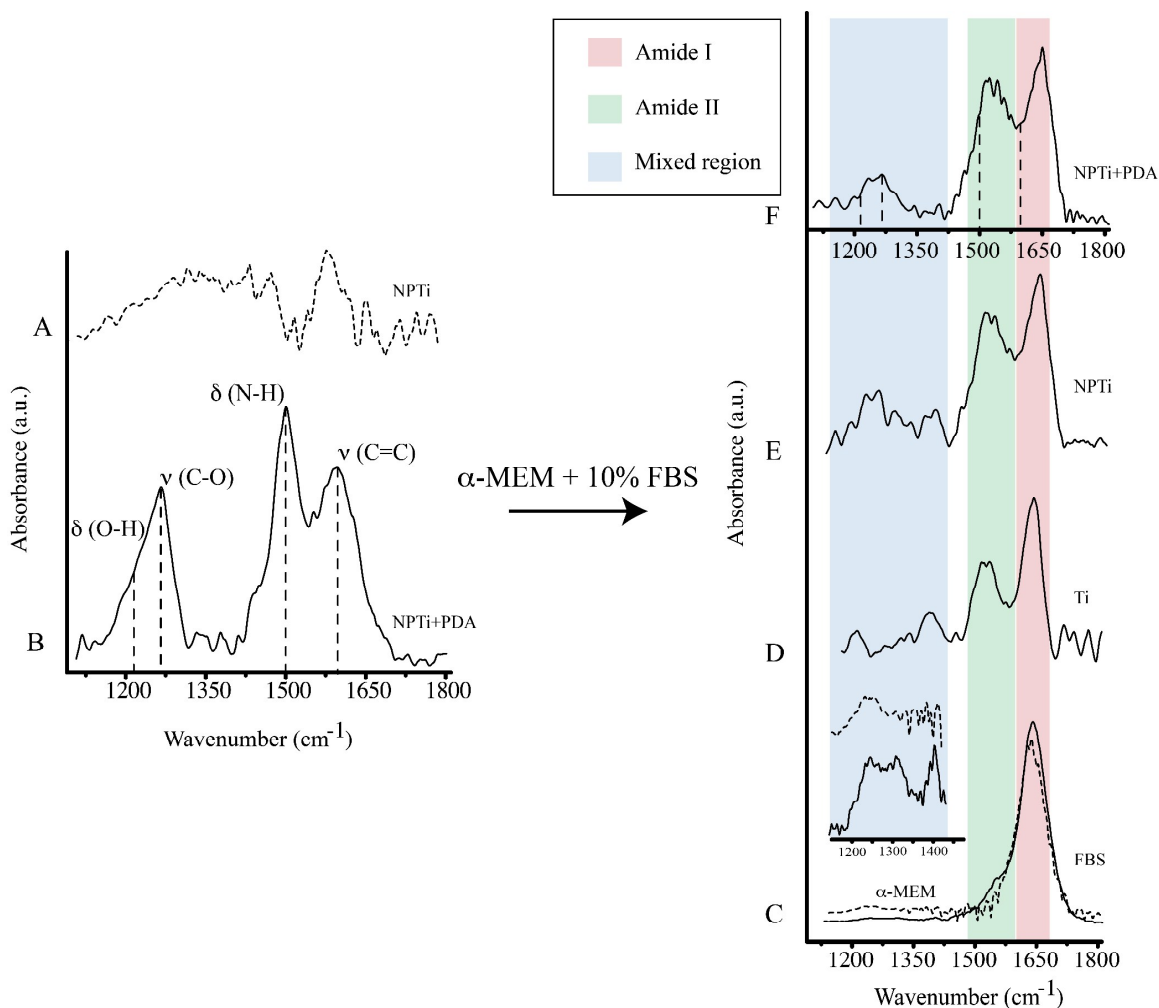 Amide I
Amide II
Mixed region
F
NPTi+PDA
1200 1350 1500 1650 1800
A
NPTi
δ (N-H)
ν (C=C)
ν (C-O)
δ (O-H)
B
NPTi+PDA
Absorbance (a.u.)
1200 1350 1500 1650 1800
Wavenumber (cm-1)
α-MEM + 10% FBS
Absorbance (a.u.)
E
NPTi
D
Ti
1200 1300 1400
C
α-MEM
FBS
1200 1350 1500 1650 1800
Wavenumber (cm-1)